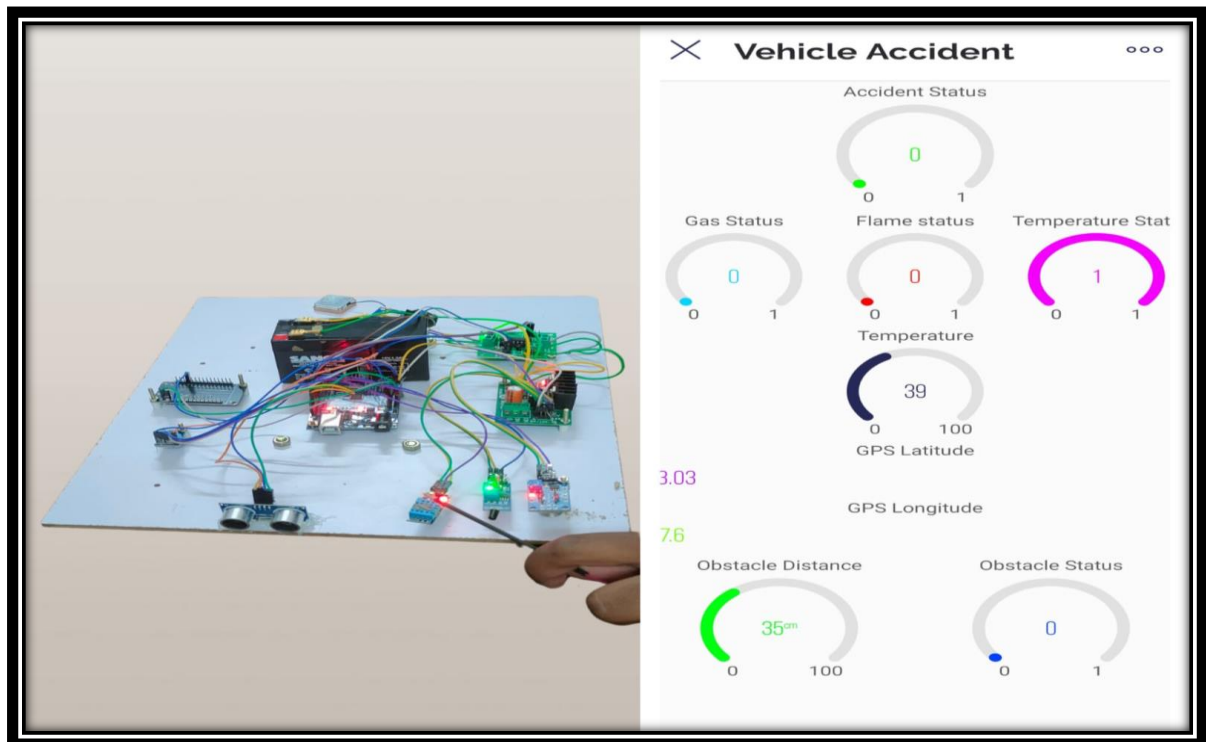 Vehicle Accident
Accident Status
0
0 1
Gas Status Flame status Temperature Stat
0 0 1
0 1 0 1 0 1
Temperature
39
0 100
GPS Latitude
3.03
GPS Longitude
7.6
Obstacle Distance Obstacle Status
35cm 0
0 100 0 1